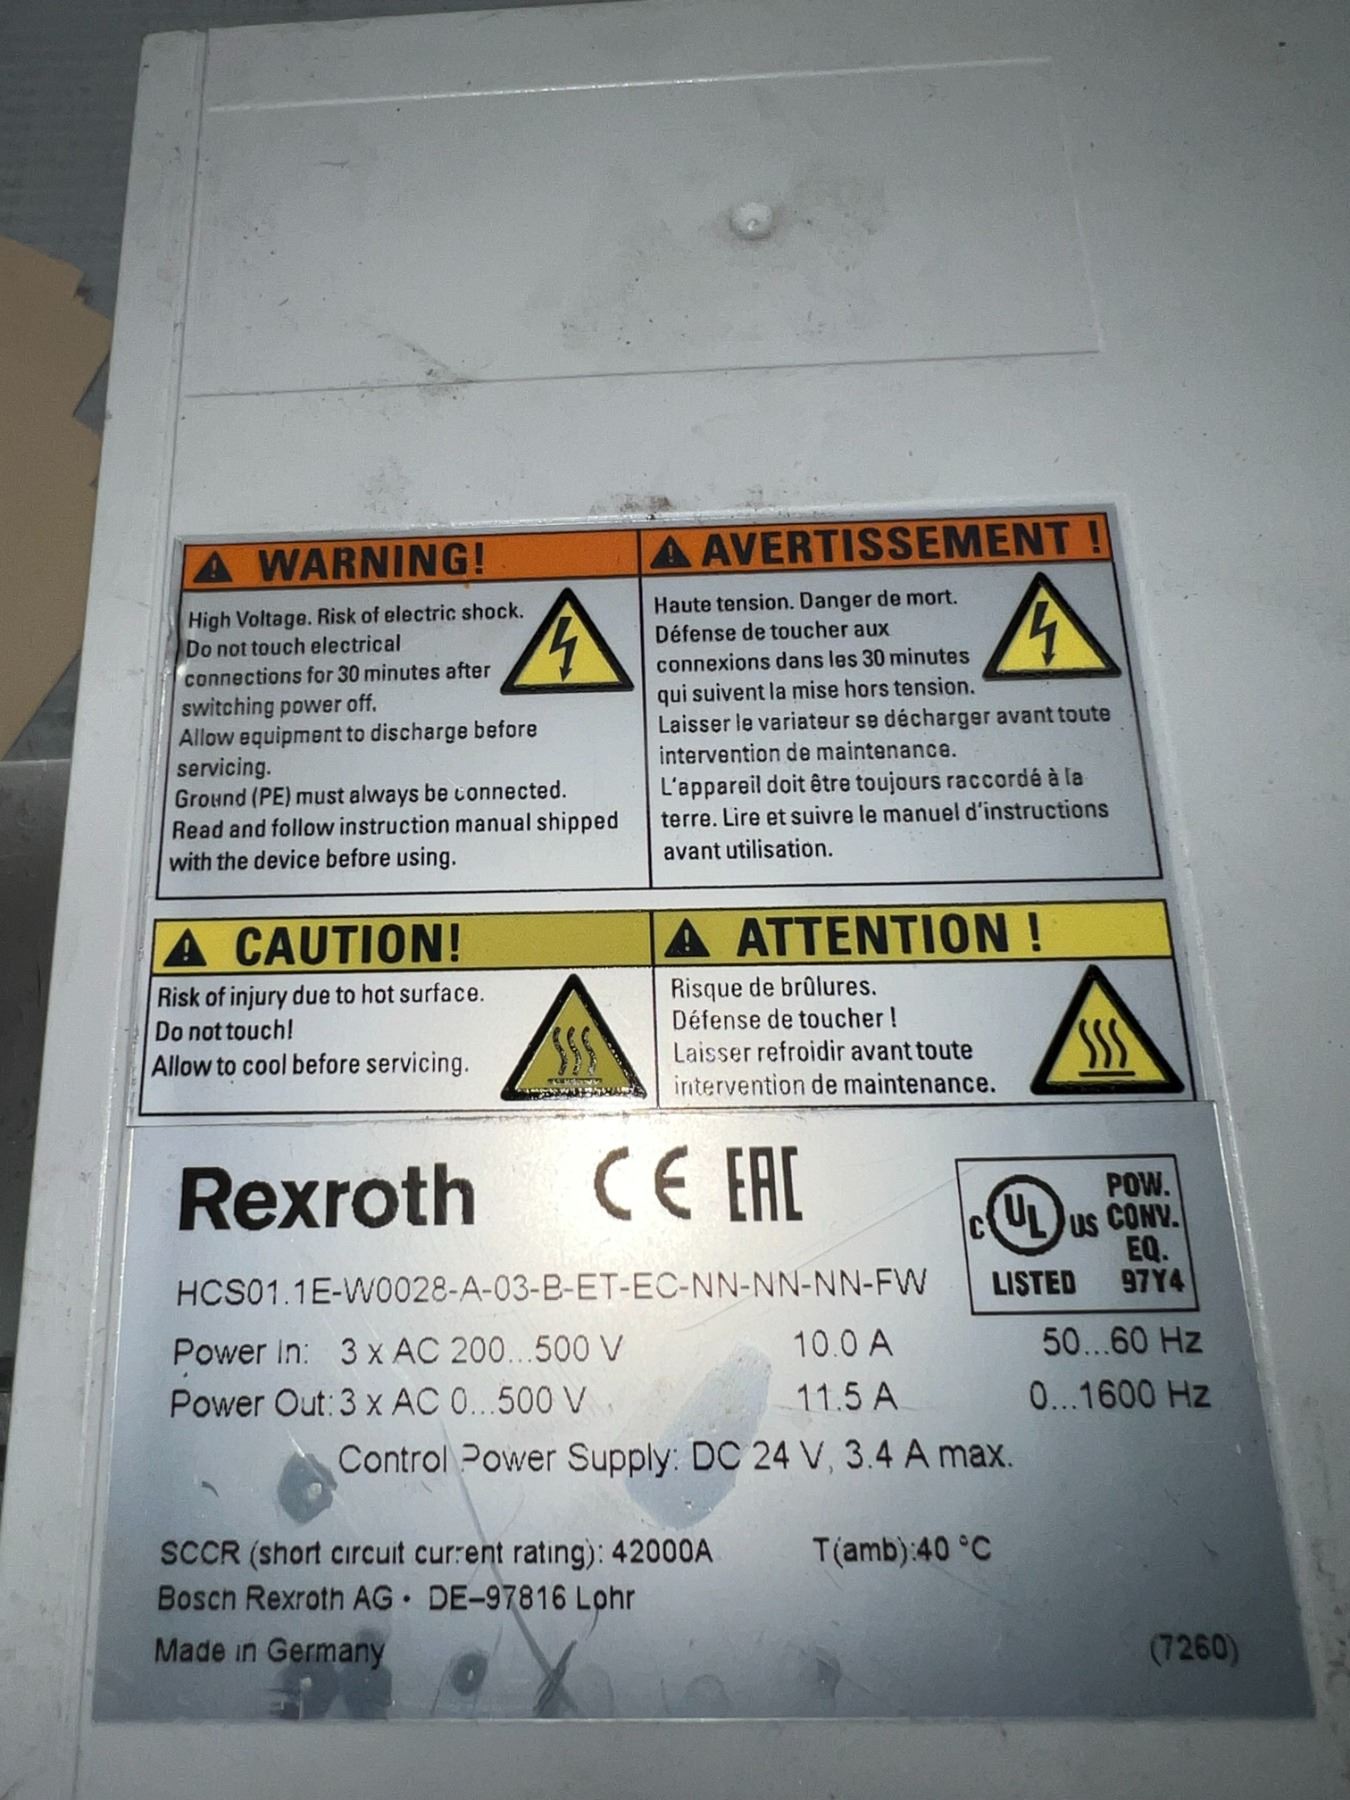 WARNING!
High Voltage. Risk of electric shock.
Do not touch electrical
connections for 30 minutes after
switching power off.
Allow equipment to discharge before
servicing.
Ground (PE) must always be connected.
Read and follow instruction manual shipped
with the device before using.
AVERTISSEMENT !
Haute tension. Danger de mort.
Défense de toucher aux
connexions dans les 30 minutes
qui suivent la mise hors tension.
Laisser le variateur se décharger avant toute
intervention de maintenance.
L'appareil doit être toujours raccordé à la
terre. Lire et suivre le manuel d'instructions
avant utilisation.
CAUTION!
Risk of injury due to hot surface.
Do not touch!
Allow to cool before servicing.
ATTENTION !
Risque de brûlures.
Défense de toucher !
Laisser refroidir avant toute
intervention de maintenance.
Rexroth CE EAC
C UL US LISTED
POW.
CONV.
EQ.
97Y4
HCS01.1E-W0028-A-03-B-ET-EC-NN-NN-NN-FW
Power In: 3 x AC 200...500 V 10.0 A 50...60 Hz
Power Out: 3 x AC 0...500 V 11.5 A 0...1600 Hz
Control Power Supply: DC 24 V, 3.4 A max.
SCCR (short circuit current rating): 42000A T(amb):40 °C
Bosch Rexroth AG • DE-97816 Lohr
Made in Germany (7260)